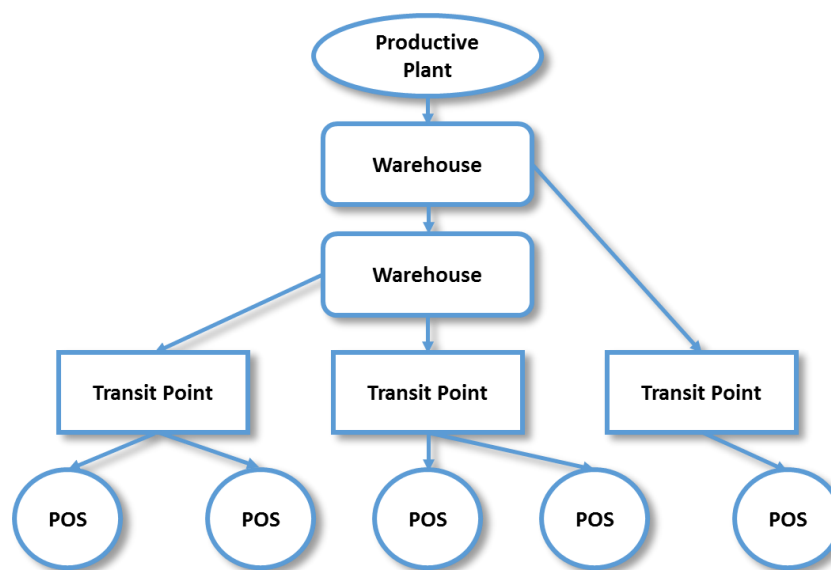 Productive
Plant
Warehouse
Warehouse
Transit Point
Transit Point
Transit Point
POS
POS
POS
POS
POS